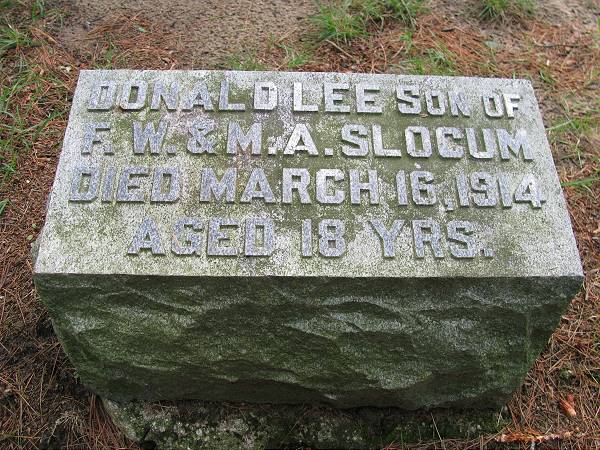 DONALD LEE SON OF
F. W. & M. A. SLOCUM
DIED MARCH 16, 1914
AGED 18 YRS.